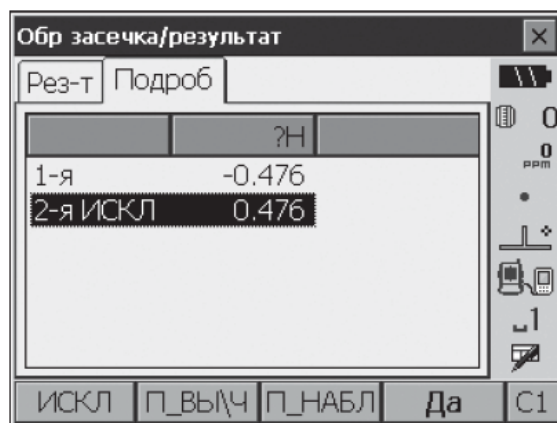 Обр засечка/результат
Рез-т Подроб
?H
1-я -0.476
2-я ИСКЛ 0.476
0
0
PPM
1
ИСКЛ П_ВЫ\Ч П_НАБЛ Да C1